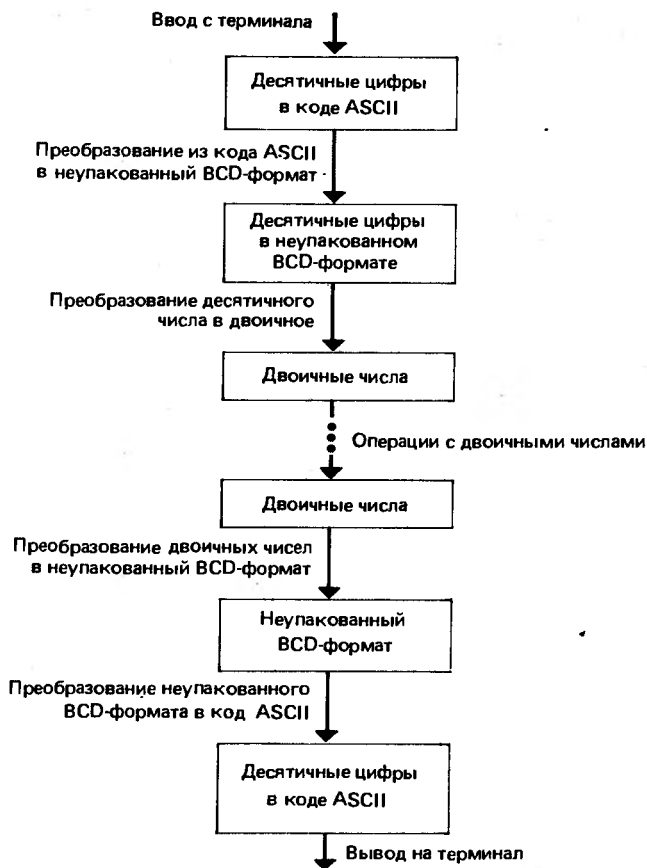 Ввод с терминала
Десятичные цифры
в коде ASCII
Преобразование из кода ASCII
в неупакованный BCD-формат
Десятичные цифры
в неупакованном
BCD-формате
Преобразование десятичного
числа в двоичное
Двоичные числа
Операции с двоичными числами
Двоичные числа
Преобразование двоичных чисел
в неупакованный BCD-формат
Неупакованный
BCD-формат
Преобразование неупакованного
BCD-формата в код ASCII
Десятичные цифры
в коде ASCII
Вывод на терминал